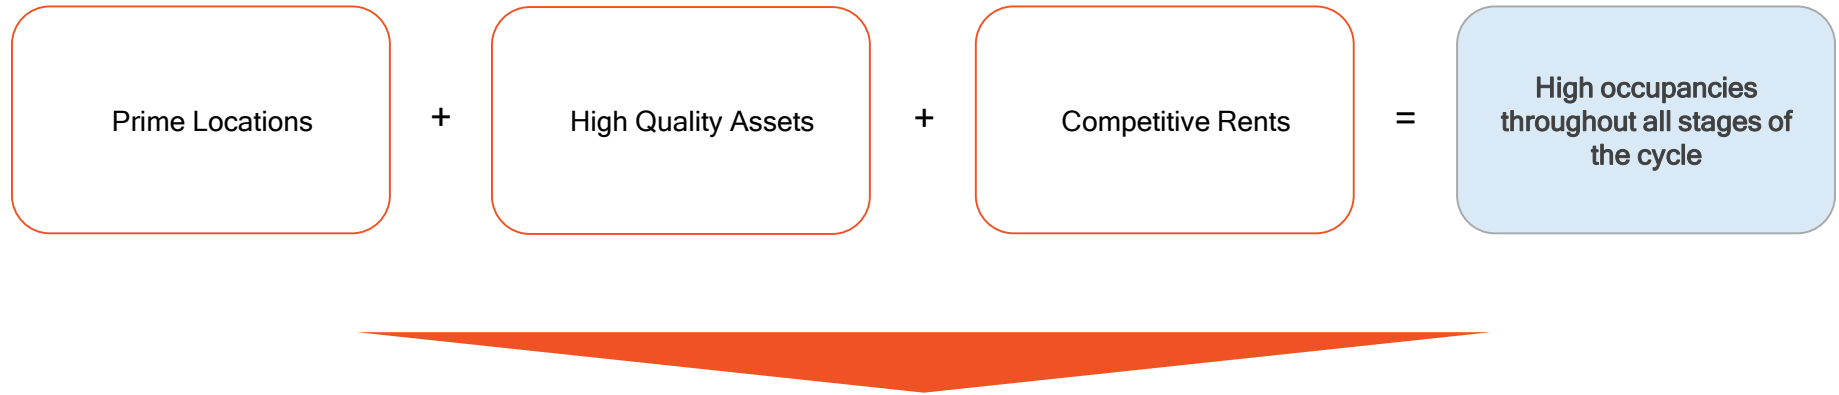 Prime Locations
+
High Quality Assets
+
Competitive Rents
=
High occupancies
throughout all stages of
the cycle